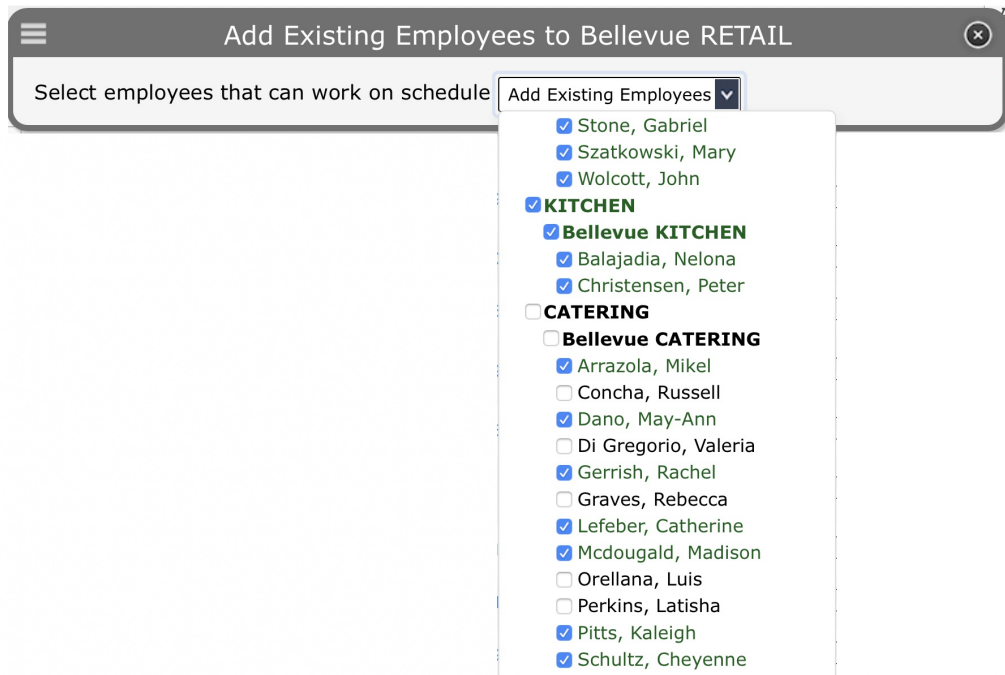 Add Existing Employees to Bellevue RETAIL
Select employees that can work on schedule Add Existing Employees
Stone, Gabriel
Szatkowski, Mary
Wolcott, John
KITCHEN
Bellevue KITCHEN
Balajadia, Nelona
Christensen, Peter
CATERING
Bellevue CATERING
Arrazola, Mikel
Concha, Russell
Dano, May-Ann
Di Gregorio, Valeria
Gerrish, Rachel
Graves, Rebecca
Lefeber, Catherine
Mcdougald, Madison
Orellana, Luis
Perkins, Latisha
Pitts, Kaleigh
Schultz, Cheyenne